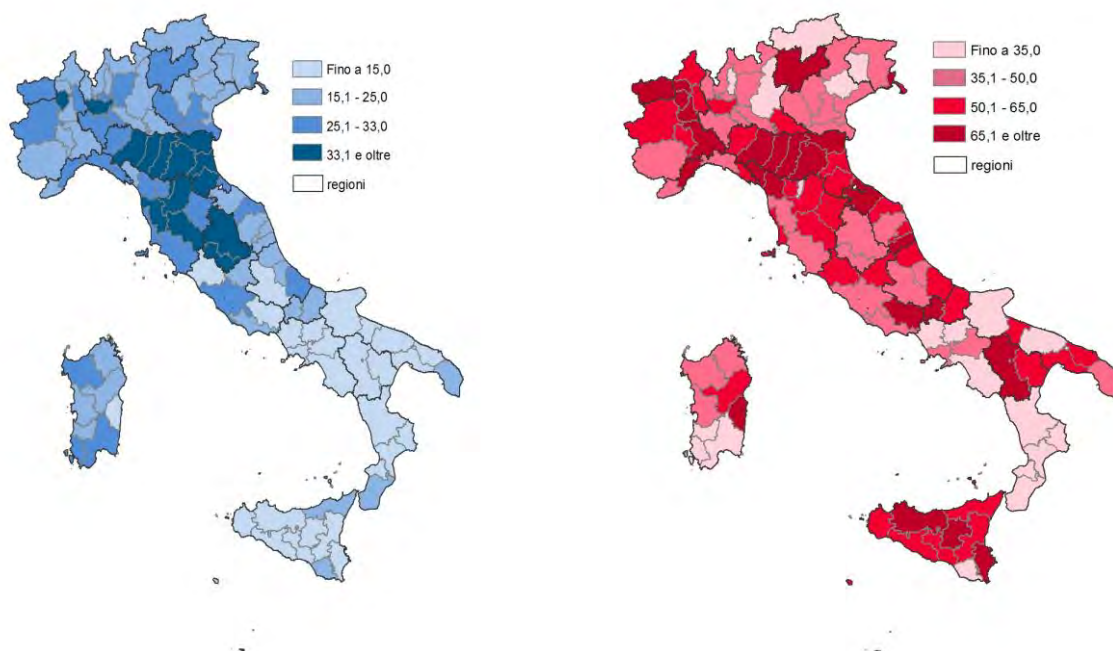 Fino a 15,0
15,1 - 25,0
25,1 - 33,0
33,1 e oltre
regioni
Fino a 35,0
35,1 - 50,0
50,1 - 65,0
65,1 e oltre
regioni